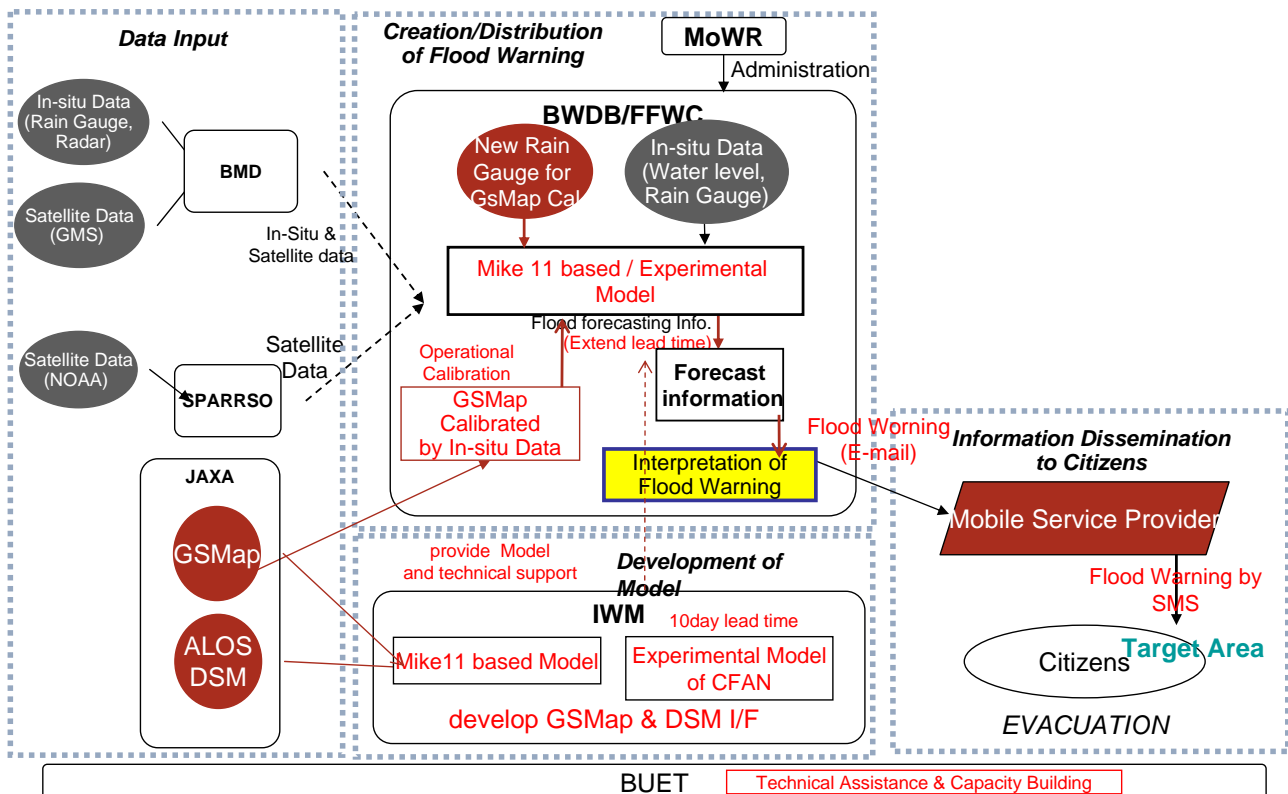 Data Input
In-situ Data
(Rain Gauge,
Radar)
BMD
Satellite Data
(GMS)
In-Situ &
Satellite data
Satellite Data
(NOAA)
Satellite
Data
SPARRSO
JAXA
GSMap
ALOS
DSM
Creation/Distribution
of Flood Warning
MoWR
Administration
BWDB/FFWC
New Rain
Gauge for
GsMap Cal
In-situ Data
(Water level,
Rain Gauge)
Mike 11 based / Experimental
Model
Flood forecasting Info.
(Extend lead time)
Operational
Calibration
GSMap
Calibrated
by In-situ Data
Forecast
information
Interpretation of
Flood Warning
Flood Worning
(E-mail)
provide Model
and technical support
Development of
Model
IWM
10day lead time
Mike11 based Model
Experimental Model
of CFAN
develop GSMap & DSM I/F
Information Dissemination
to Citizens
Mobile Service Provider
Flood Warning by
SMS
Target Area
Citizens
EVACUATION
BUET
Technical Assistance & Capacity Building